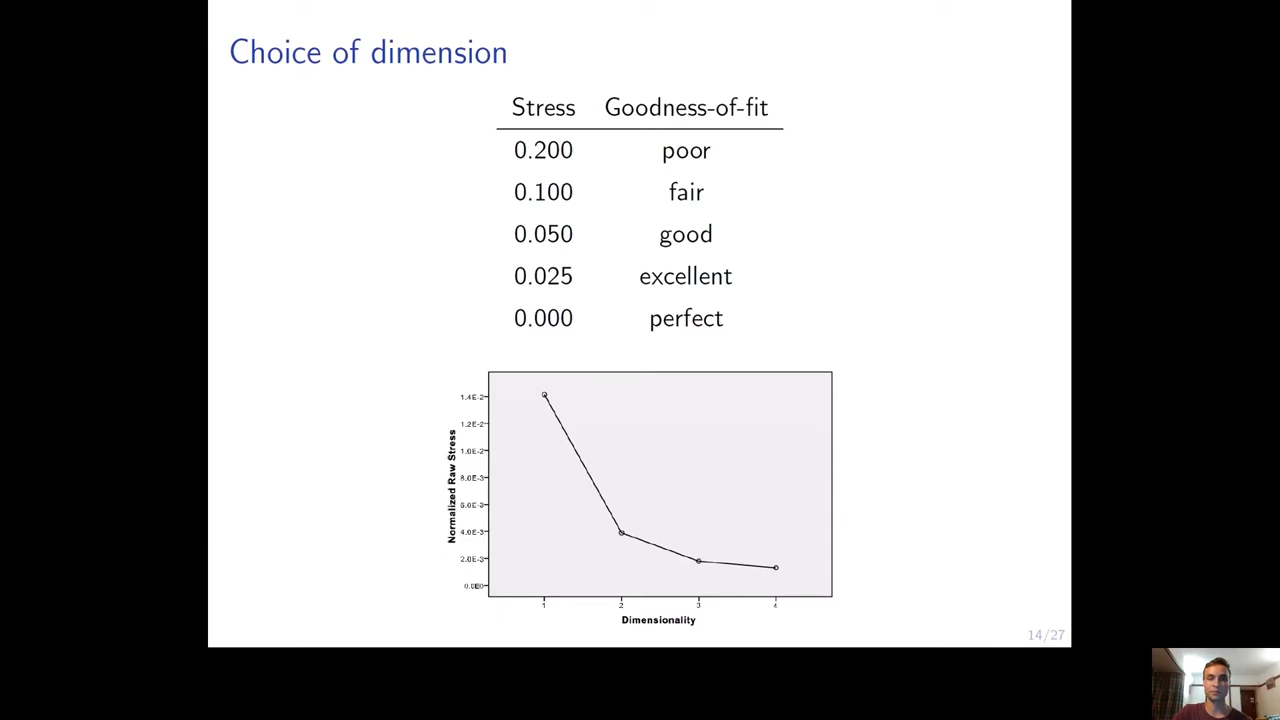 Choice of dimension
Stress Goodness-of-fit
0.200 poor
0.100 fair
0.050 good
0.025 excellent
0.000 perfect
Normalized Raw Stress
1.4E-2
1.2E-2
1.0E-2
8.0E-3
6.0E-3
4.0E-3
2.0E-3
0.0E0
1 2 3 4
Dimensionality
14/27